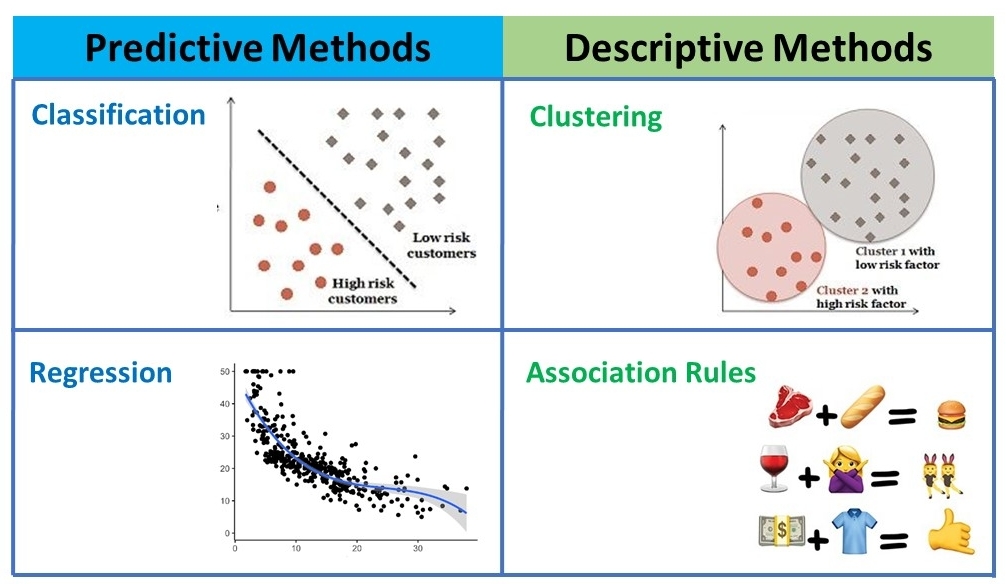 Predictive Methods
Descriptive Methods
Classification
Low risk
customers
High risk
customers
Clustering
Cluster 1 with
low risk factor
Cluster 2 with
high risk factor
Regression
50
40
30
20
10
0
0
10
20
30
Association Rules
+ =
+ =
$ + =